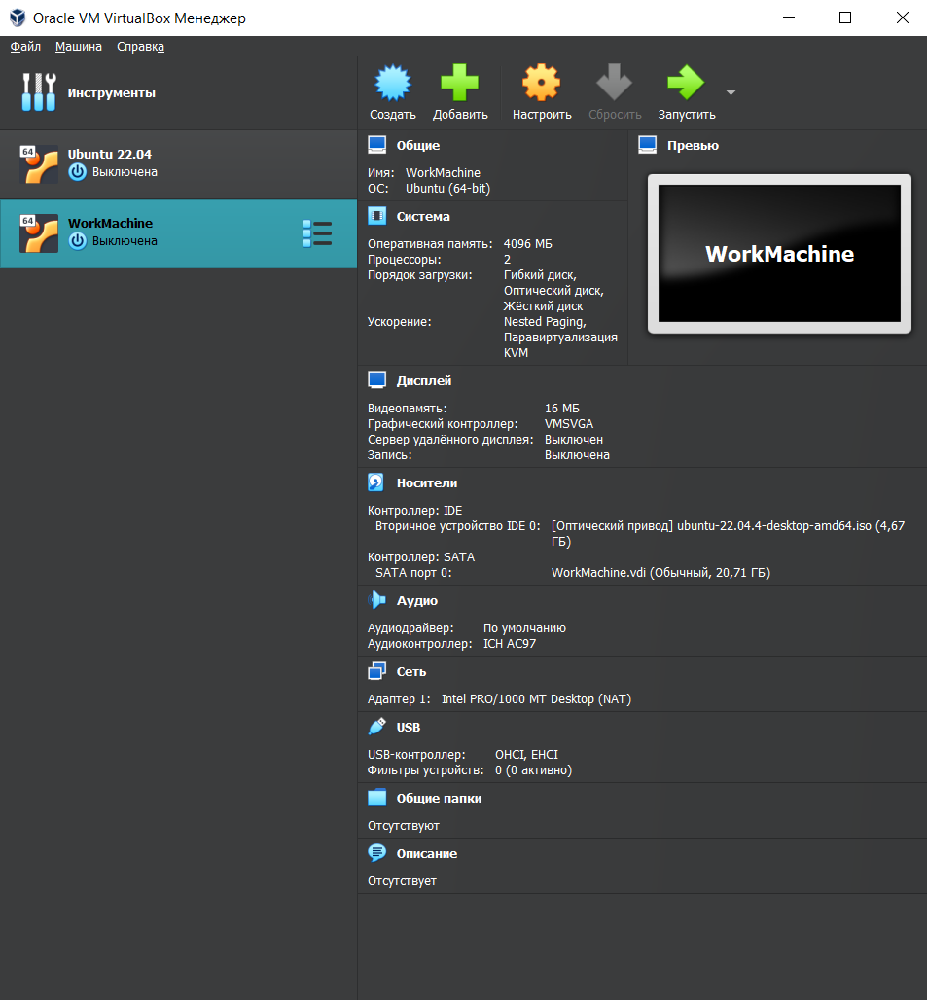 Oracle VM VirtualBox Менеджер
Файл Машина Справка
Инструменты
Создать Добавить Настроить Сбросить Запустить
64
Ubuntu 22.04
Выключена
64
WorkMachine
Выключена
Общие
Имя: WorkMachine
ОС: Ubuntu (64-bit)
Превью
WorkMachine
Система
Оперативная память: 4096 МБ
Процессоры: 2
Порядок загрузки: Гибкий диск,
Оптический диск,
Жёсткий диск
Ускорение: Nested Paging,
Паравиртуализация
KVM
Дисплей
Видеопамять: 16 МБ
Графический контроллер: VMSVGA
Сервер удалённого дисплея: Выключен
Запись: Выключена
Носители
Контроллер: IDE
Вторичное устройство IDE 0: [Оптический привод] ubuntu-22.04.4-desktop-amd64.iso (4,67
ГБ)
Контроллер: SATA
SATA порт 0: WorkMachine.vdi (Обычный, 20,71 ГБ)
Аудио
Аудиодрайвер: По умолчанию
Аудиоконтроллер: ICH AC97
Сеть
Адаптер 1: Intel PRO/1000 MT Desktop (NAT)
USB
USB-контроллер: OHCI, EHCI
Фильтры устройств: 0 (0 активно)
Общие папки
Отсутствуют
Описание
Отсутствует